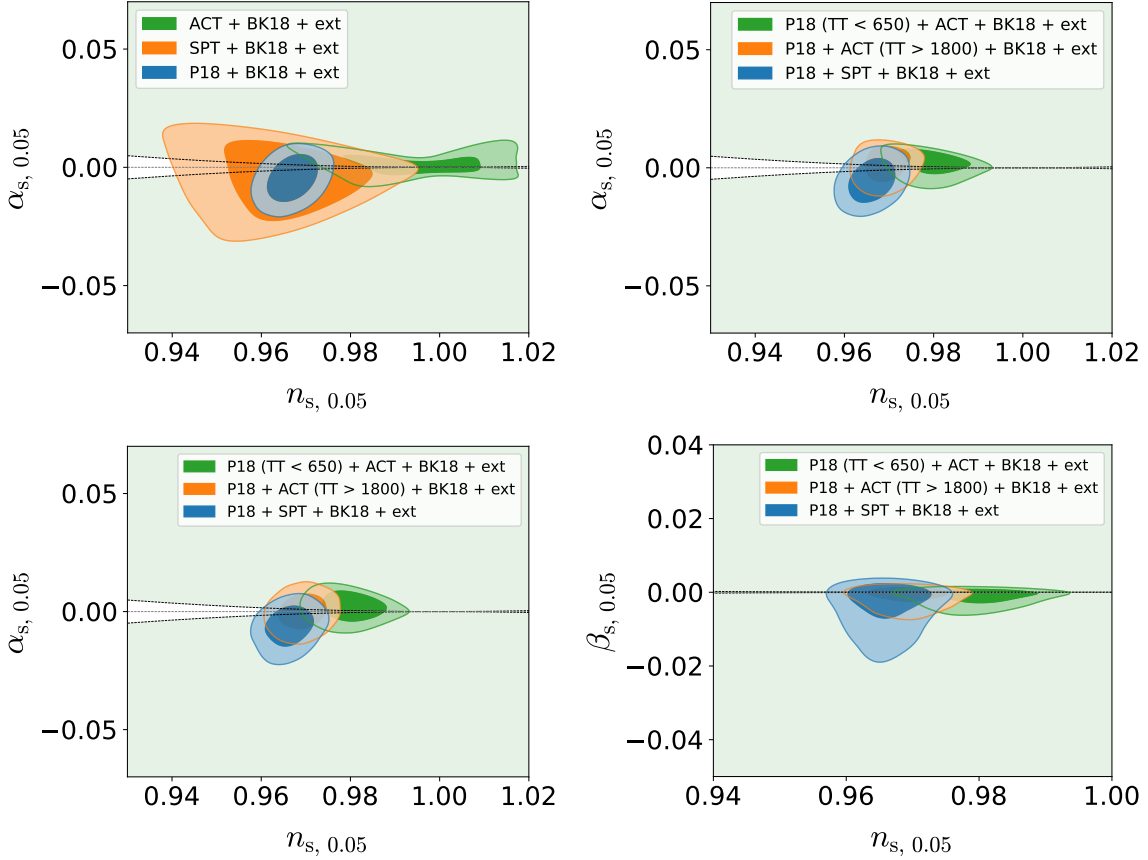 ACT + BK18 + ext
SPT + BK18 + ext
P18 + BK18 + ext
0.05
0.00
−0.05
αs, 0.05
0.94 0.96 0.98 1.00 1.02
ns, 0.05
P18 (TT < 650) + ACT + BK18 + ext
P18 + ACT (TT > 1800) + BK18 + ext
P18 + SPT + BK18 + ext
0.05
0.00
−0.05
αs, 0.05
0.94 0.96 0.98 1.00 1.02
ns, 0.05
P18 (TT < 650) + ACT + BK18 + ext
P18 + ACT (TT > 1800) + BK18 + ext
P18 + SPT + BK18 + ext
0.05
0.00
−0.05
αs, 0.05
0.94 0.96 0.98 1.00 1.02
ns, 0.05
P18 (TT < 650) + ACT + BK18 + ext
P18 + ACT (TT > 1800) + BK18 + ext
P18 + SPT + BK18 + ext
0.04
0.02
0.00
−0.02
−0.04
βs, 0.05
0.94 0.96 0.98 1.00
ns, 0.05